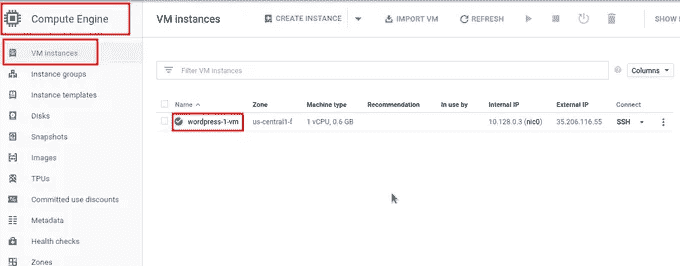 Compute Engine
VM instances
CREATE INSTANCE
IMPORT VM
REFRESH
SHOW
VM instances
Instance groups
Instance templates
Disks
Snapshots
Images
TPUs
Committed use discounts
Metadata
Health checks
Zones
Filter VM instances
Columns
Name Zone Machine type Recommendation In use by Internal IP External IP Connect
wordpress-1-vm us-central1-f 1 vCPU, 0.6 GB 10.128.0.3 (nic0) 35.206.116.55 SSH